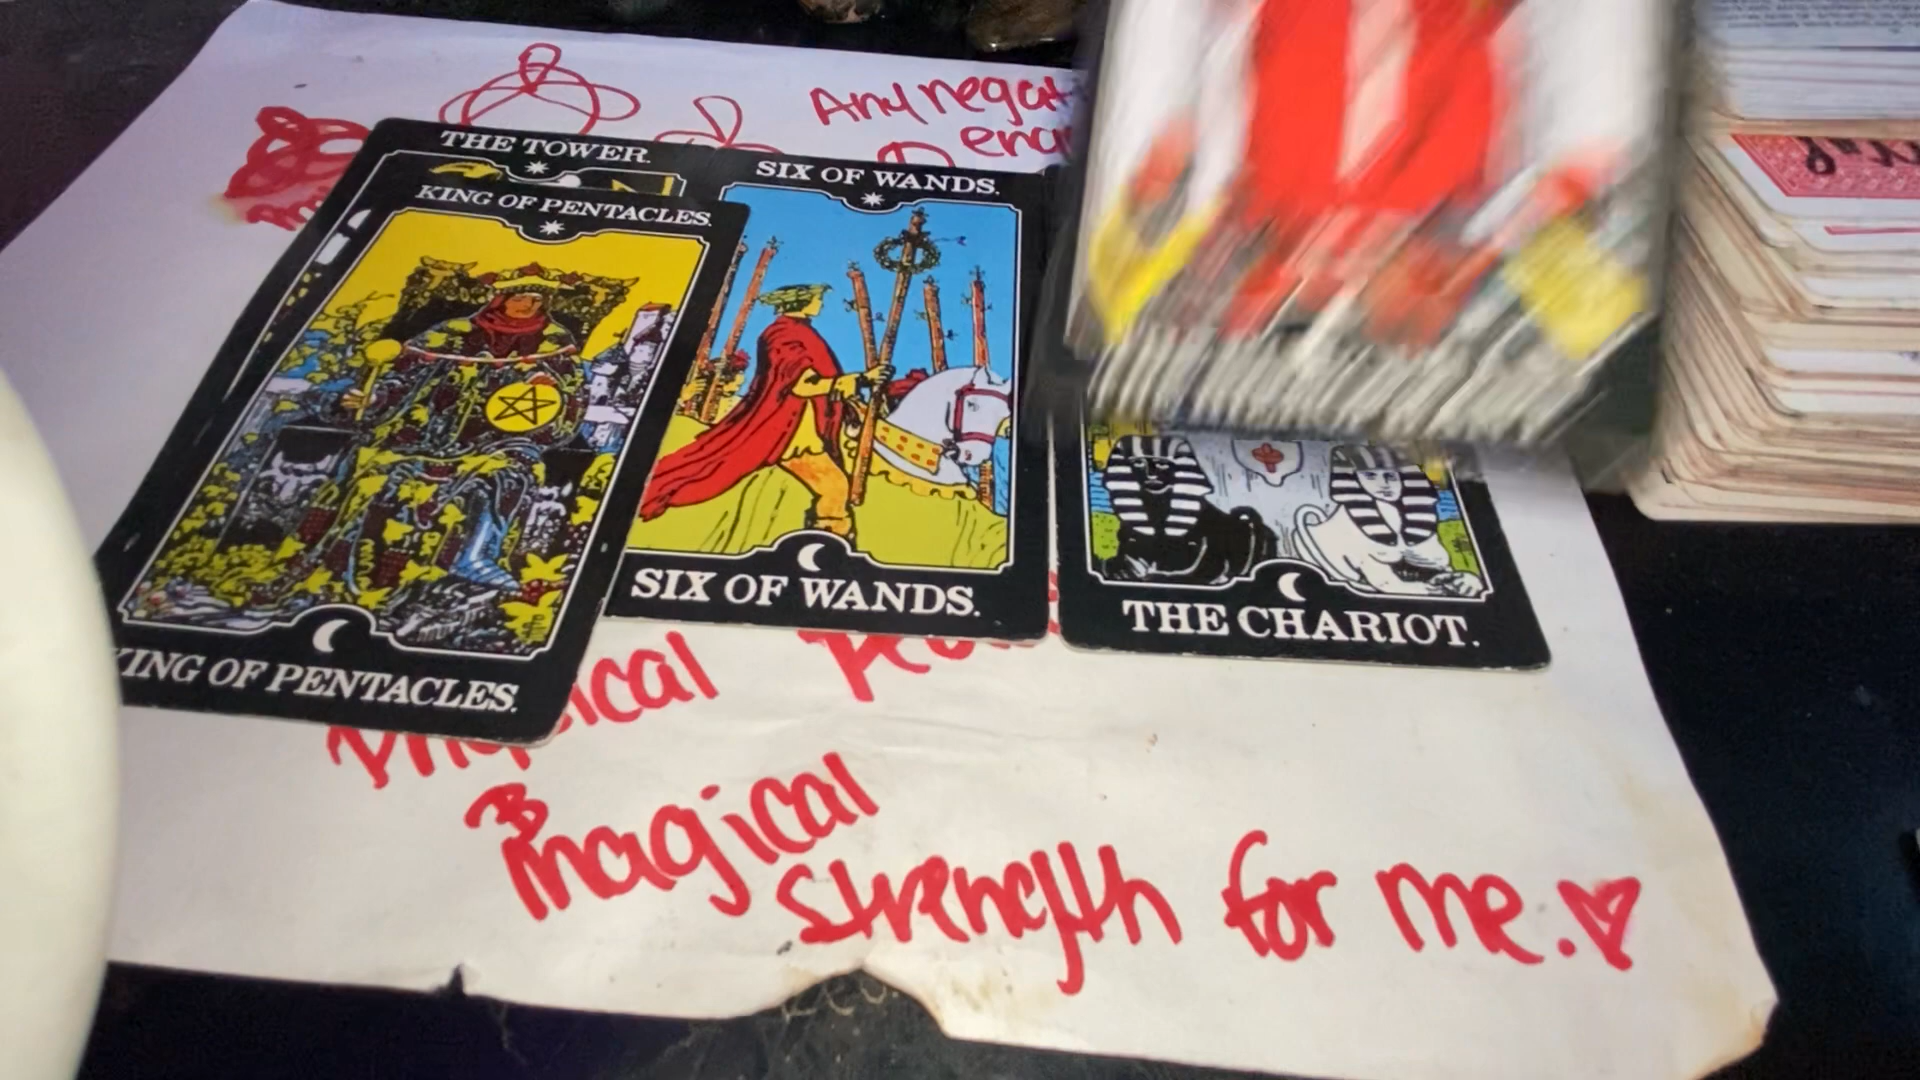 Any negat
ener
THE TOWER.
SIX OF WANDS.
KING OF PENTACLES.
SIX OF WANDS.
THE CHARIOT.
KING OF PENTACLES.
magical
strength for me.